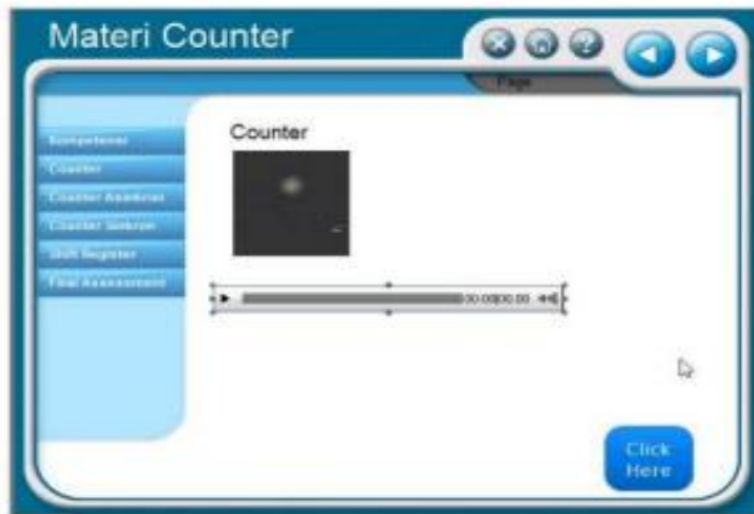 Materi Counter
Page
Kompetensi
Counter
Counter
Counter Asinkron
Counter Sinkron
Shift Register
Final Assessment
00.00|00.00
Click
Here